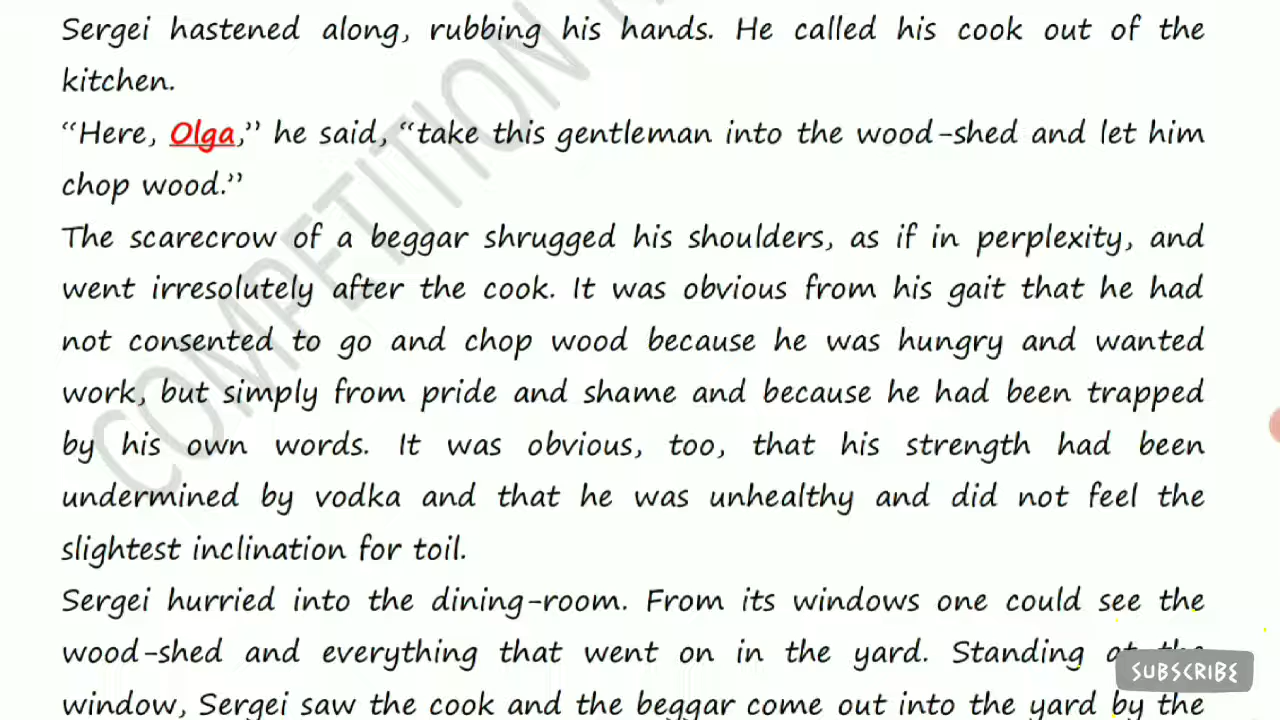 Sergei hastened along, rubbing his hands. He called his cook out of the
kitchen.
“Here, Olga,” he said, “take this gentleman into the wood-shed and let him
chop wood.”
The scarecrow of a beggar shrugged his shoulders, as if in perplexity, and
went irresolutely after the cook. It was obvious from his gait that he had
not consented to go and chop wood because he was hungry and wanted
work, but simply from pride and shame and because he had been trapped
by his own words. It was obvious, too, that his strength had been
undermined by vodka and that he was unhealthy and did not feel the
slightest inclination for toil.
Sergei hurried into the dining-room. From its windows one could see the
wood-shed and everything that went on in the yard. Standing at the
window, Sergei saw the cook and the beggar come out into the yard by the
SUBSCRIBE
COMPETITION